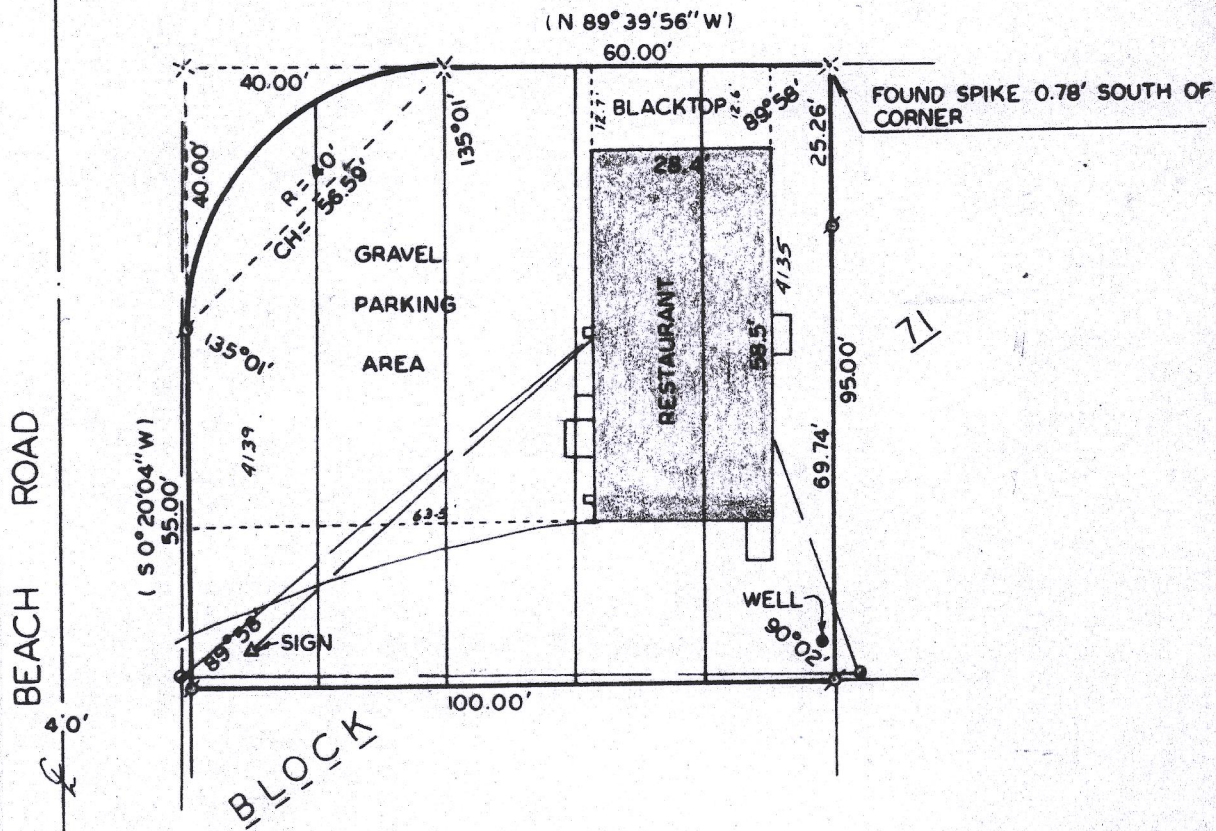 (N 89°39'56"W)
60.00'
40.00'
40.00'
R = 40'
CH= 56.59'
135°01'
12.7
BLACKTOP
12.6
89°58'
25.26'
FOUND SPIKE 0.78' SOUTH OF
CORNER
28.4'
GRAVEL
PARKING
AREA
135°01'
4139
RESTAURANT
58.5'
4135
71
95.00'
69.74'
BEACH ROAD
(S 0°20'04"W)
55.00'
63.5
WELL
90°02'
89°58'
SIGN
100.00'
40'
BLOCK